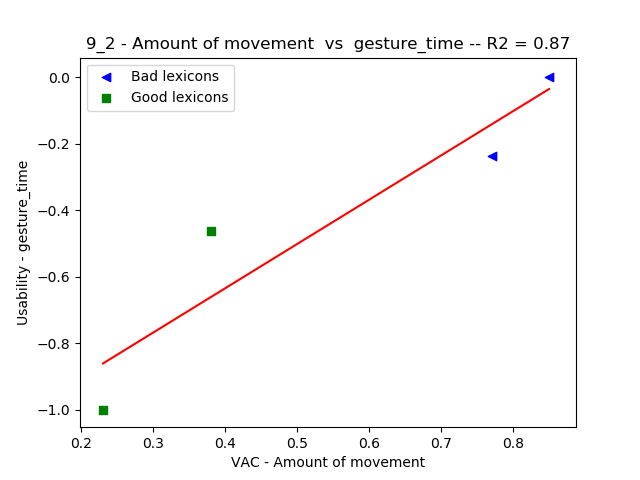 9_2 - Amount of movement  vs  gesture_time -- R2 = 0.87
Bad lexicons
Good lexicons
Usability - gesture_time
0.0
−0.2
−0.4
−0.6
−0.8
−1.0
0.2 0.3 0.4 0.5 0.6 0.7 0.8
VAC - Amount of movement